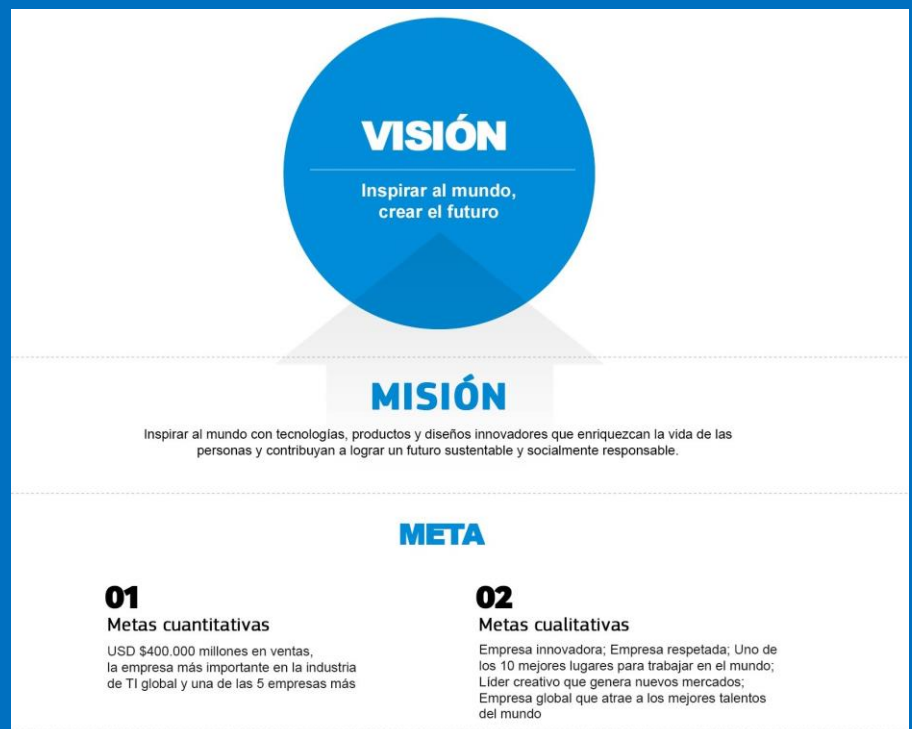 VISIÓN
Inspirar al mundo,
crear el futuro
MISIÓN
Inspirar al mundo con tecnologías, productos y diseños innovadores que enriquezcan la vida de las
personas y contribuyan a lograr un futuro sustentable y socialmente responsable.
META
01
Metas cuantitativas
USD $400.000 millones en ventas,
la empresa más importante en la industria
de TI global y una de las 5 empresas más
02
Metas cualitativas
Empresa innovadora; Empresa respetada; Uno de
los 10 mejores lugares para trabajar en el mundo;
Líder creativo que genera nuevos mercados;
Empresa global que atrae a los mejores talentos
del mundo